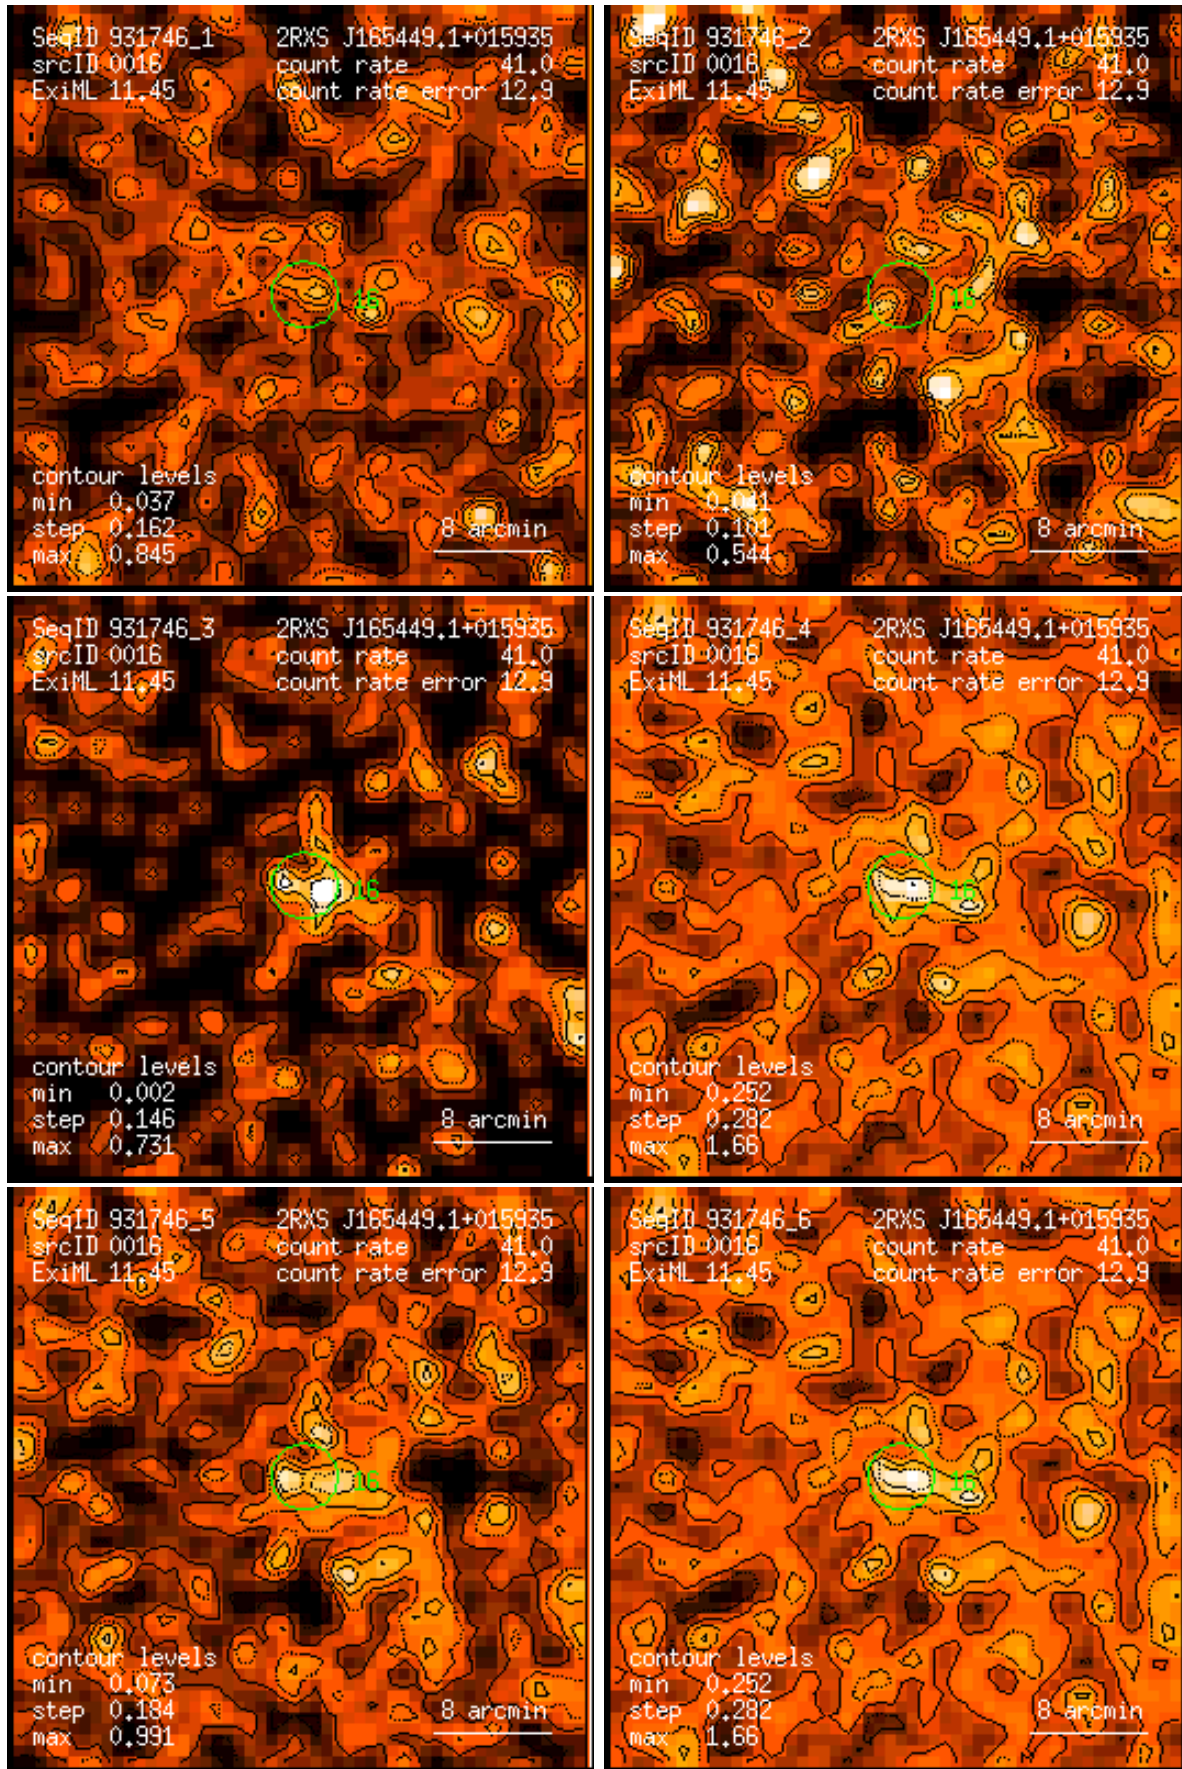 SeqID 931746_1 2RXS J165449.1+015935
srcID 0016 count rate 41.0
ExiML 11.45 count rate error 12.9
16
contour levels
min 0.037
step 0.162 8 arcmin
max 0.845
SeqID 931746_2 2RXS J165449.1+015935
srcID 0016 count rate 41.0
ExiML 11.45 count rate error 12.9
16
contour levels
min 0.041
step 0.101 8 arcmin
max 0.544
SeqID 931746_3 2RXS J165449.1+015935
srcID 0016 count rate 41.0
ExiML 11.45 count rate error 12.9
16
contour levels
min 0.002
step 0.146 8 arcmin
max 0.731
SeqID 931746_4 2RXS J165449.1+015935
srcID 0016 count rate 41.0
ExiML 11.45 count rate error 12.9
16
contour levels
min 0.252
step 0.282 8 arcmin
max 1.66
SeqID 931746_5 2RXS J165449.1+015935
srcID 0016 count rate 41.0
ExiML 11.45 count rate error 12.9
16
contour levels
min 0.073
step 0.184 8 arcmin
max 0.991
SeqID 931746_6 2RXS J165449.1+015935
srcID 0016 count rate 41.0
ExiML 11.45 count rate error 12.9
16
contour levels
min 0.252
step 0.282 8 arcmin
max 1.66